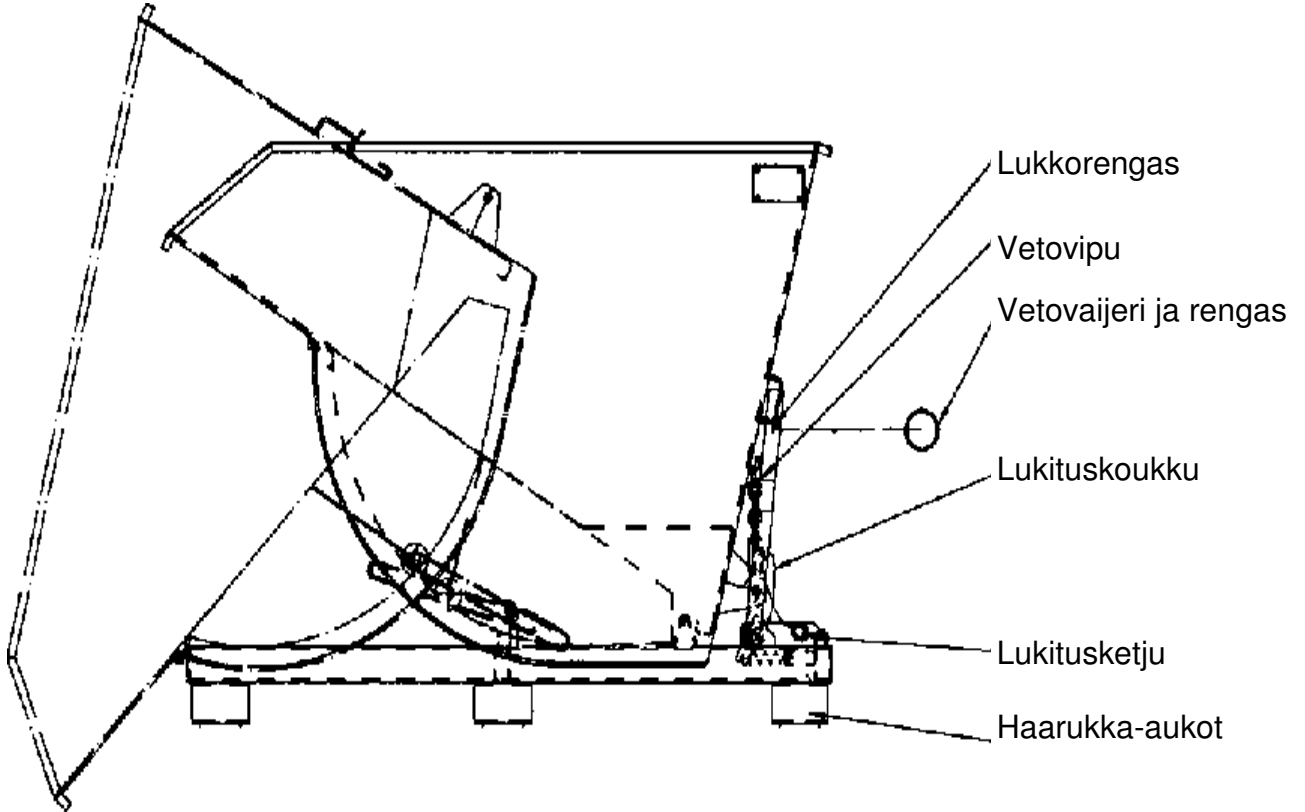 Lukkorengas
Vetovipu
Vetovaijeri ja rengas
Lukituskoukku
Lukitusketju
Haarukka-aukot